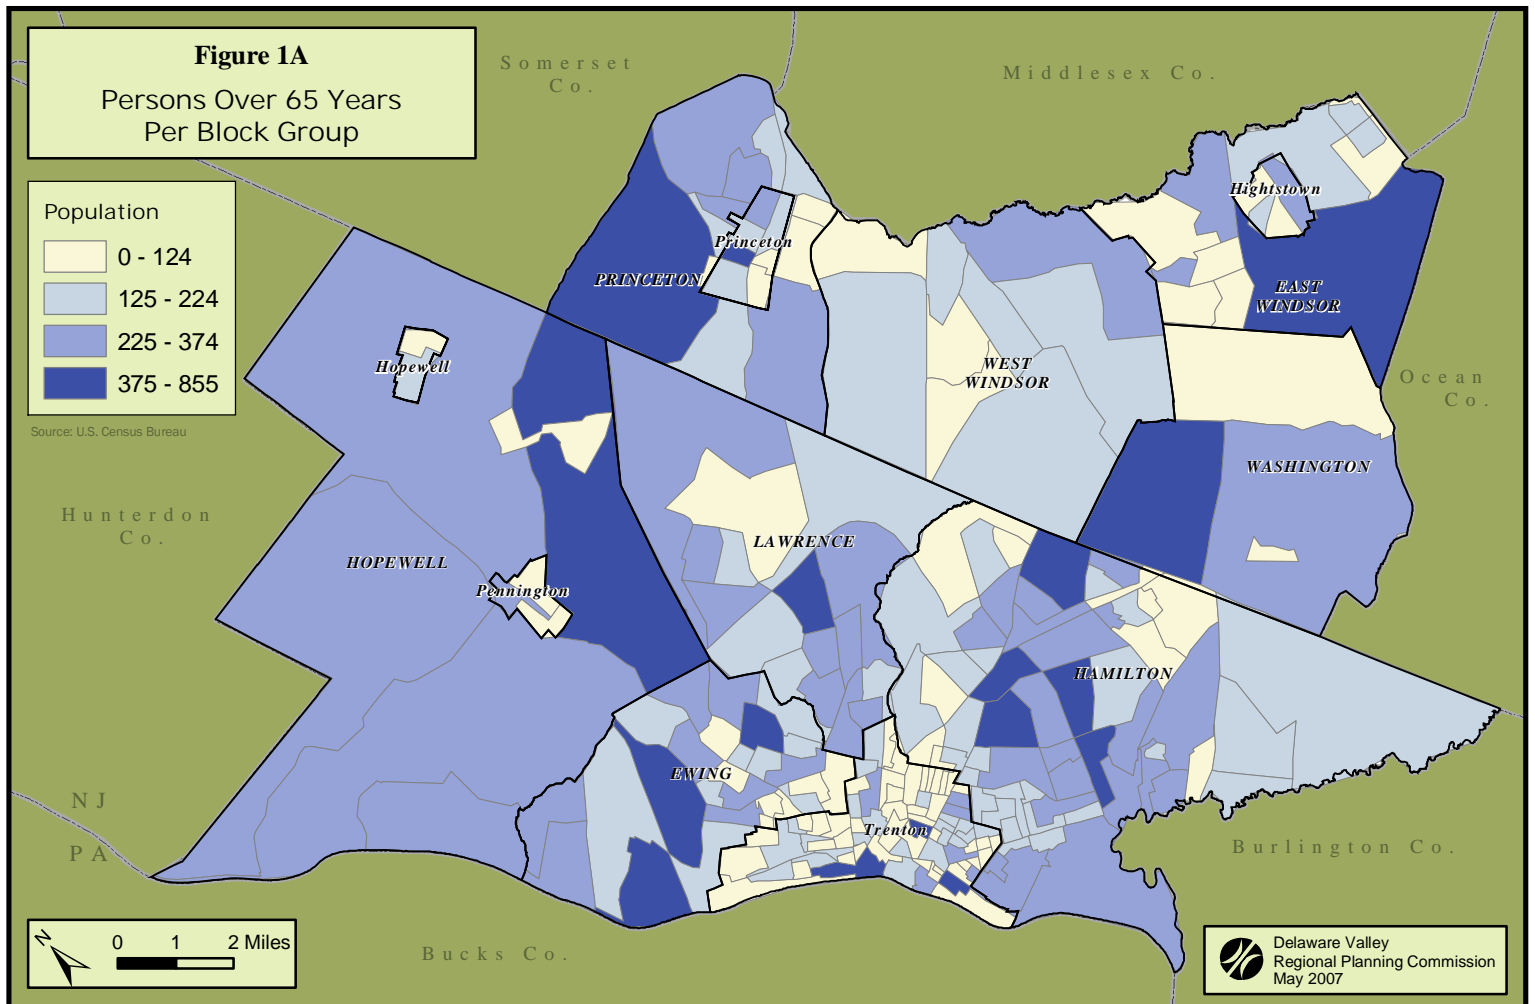 Figure 1A
Persons Over 65 Years
Per Block Group
Somerset
Co.
Middlesex Co.
Population
0 - 124
125 - 224
225 - 374
375 - 855
Source: U.S. Census Bureau
Hightstown
Princeton
PRINCETON
EAST
WINDSOR
Hopewell
WEST
WINDSOR
Ocean
Co.
WASHINGTON
Hunterdon
Co.
LAWRENCE
HOPEWELL
Pennington
HAMILTON
EWING
NJ
PA
Trenton
Burlington Co.
N
0 1 2 Miles
Bucks Co.
Delaware Valley
Regional Planning Commission
May 2007